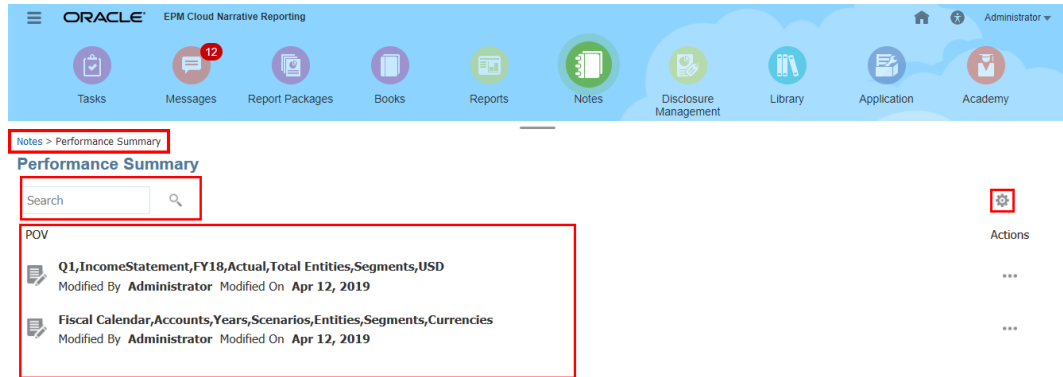 ORACLE® EPM Cloud Narrative Reporting Administrator
12
Tasks Messages Report Packages Books Reports Notes Disclosure Management Library Application Academy
Notes > Performance Summary
Performance Summary
Search
POV Actions
Q1,IncomeStatement,FY18,Actual,Total Entities,Segments,USD
Modified By Administrator Modified On Apr 12, 2019
Fiscal Calendar,Accounts,Years,Scenarios,Entities,Segments,Currencies
Modified By Administrator Modified On Apr 12, 2019